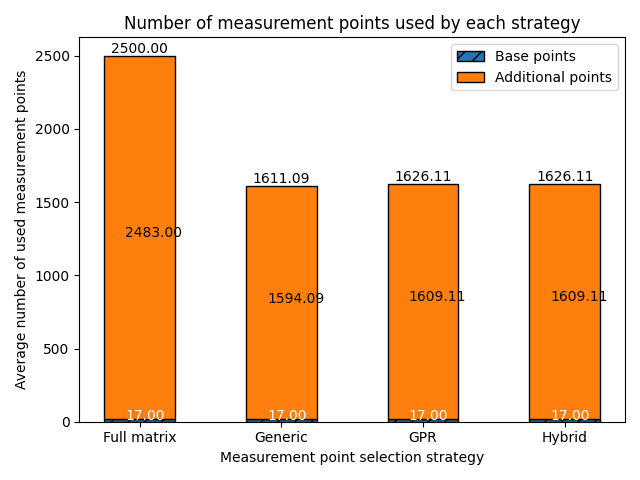 Number of measurement points used by each strategy
Average number of used measurement points
2500
2000
1500
1000
500
0
Base points
Additional points
2500.00
1611.09
1626.11
1626.11
2483.00
1594.09
1609.11
1609.11
17.00
17.00
17.00
17.00
Full matrix
Generic
GPR
Hybrid
Measurement point selection strategy